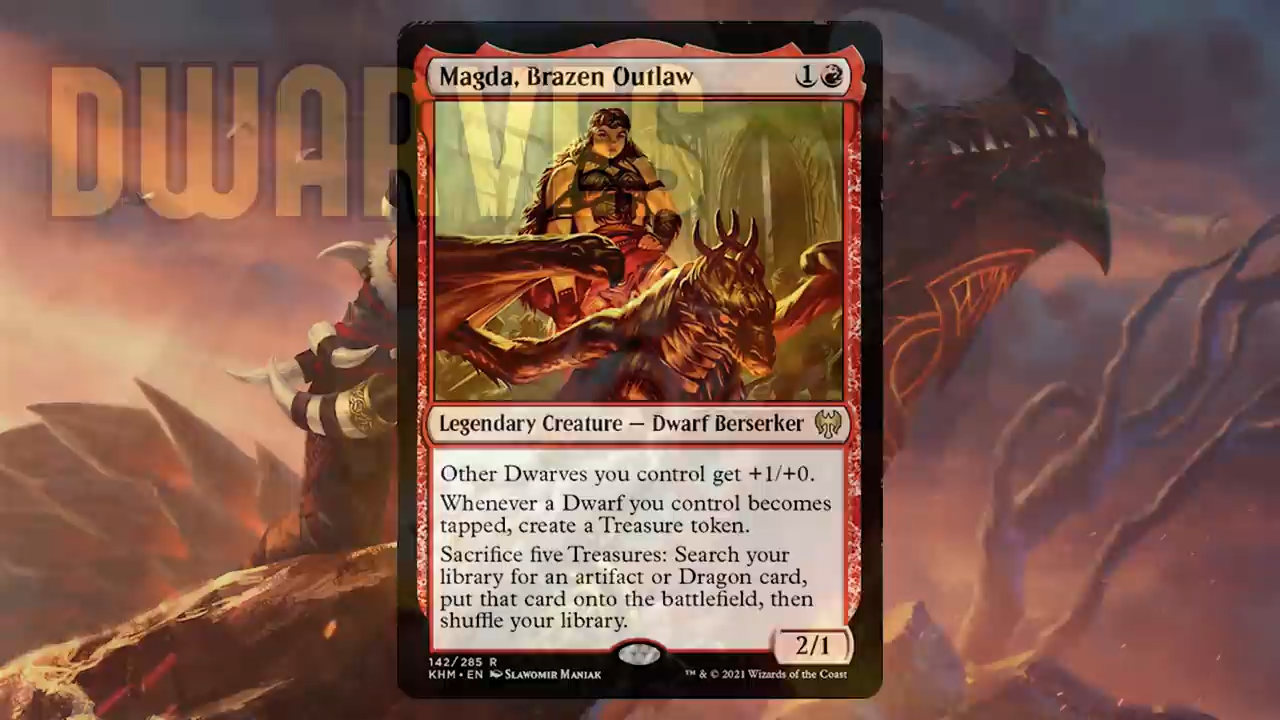 DWARVES
Magda, Brazen Outlaw 1
Legendary Creature — Dwarf Berserker
Other Dwarves you control get +1/+0.
Whenever a Dwarf you control becomes
tapped, create a Treasure token.
Sacrifice five Treasures: Search your
library for an artifact or Dragon card,
put that card onto the battlefield, then
shuffle your library.
2/1
142/285 R
KHM • EN Slawomir Maniak ™ & © 2021 Wizards of the Coast